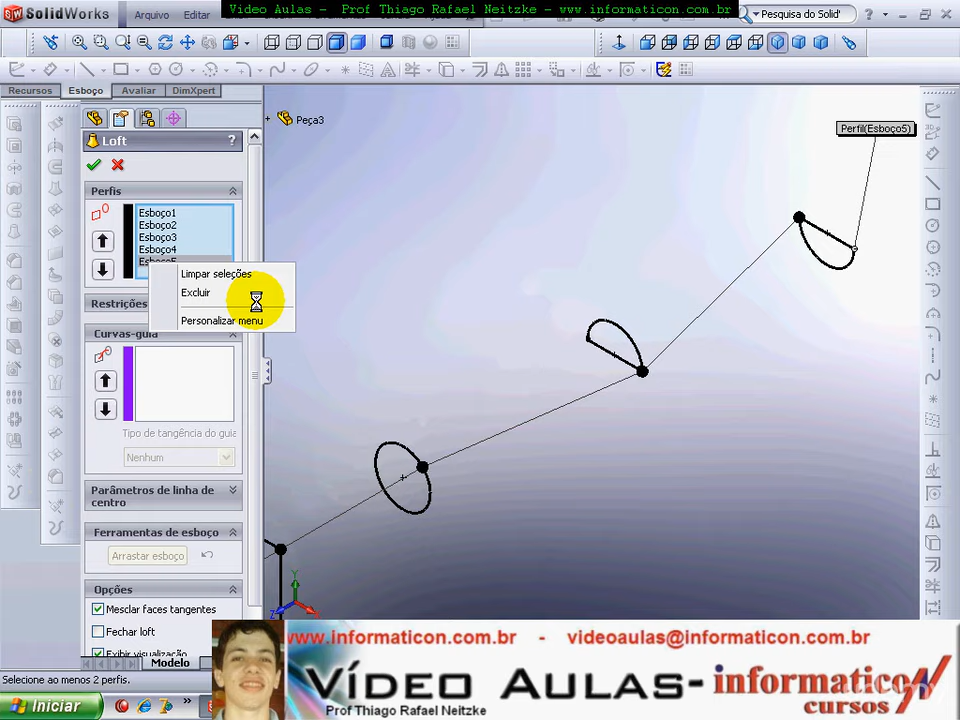 SolidWorks
Arquivo
Editar
Video Aulas - Prof Thiago Rafael Neitzke - www.informaticon.com.br
Pesquisa do Solid'
Recursos
Esboço
Avaliar
DimXpert
Peça3
Loft
?
Perfis
Esboço1
Esboço2
Esboço3
Esboço4
Limpar seleções
Excluir
Personalizar menu
Restrições
Curvas-guia
Tipo de tangência do guia
Nenhum
Parâmetros de linha de
centro
Ferramentas de esboço
Arrastar esboço
Opções
Mesclar faces tangentes
Fechar loft
Exibir visualização
Perfil(Esboço5)
Y
Z
Modelo
Selecione ao menos 2 perfis.
Iniciar
www.informaticon.com.br - videoaulas@informaticon.com.br
Vídeo Aulas- informaticon
Prof Thiago Rafael Neitzke